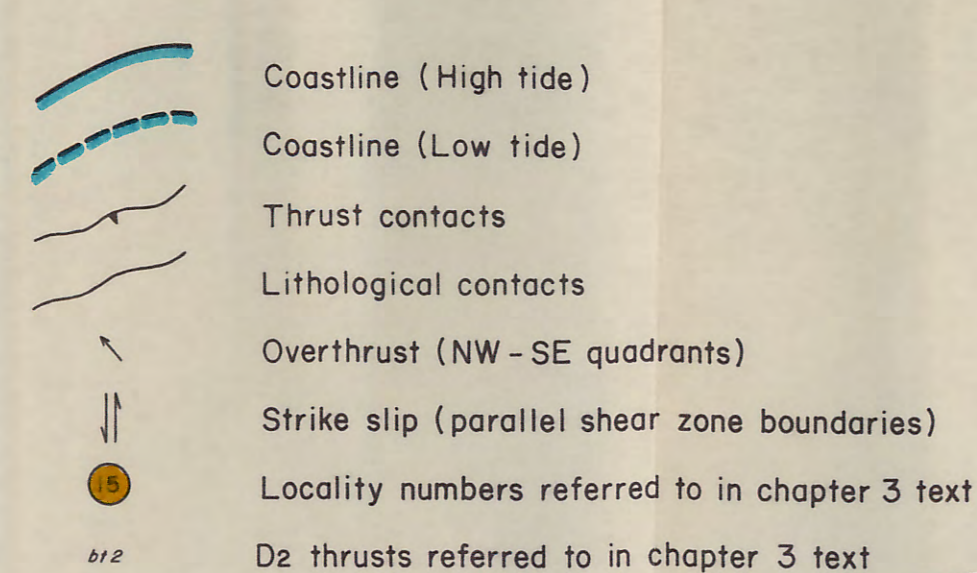 Coastline (High tide)
Coastline (Low tide)
Thrust contacts
Lithological contacts
Overthrust (NW - SE quadrants)
Strike slip (parallel shear zone boundaries)
15 Locality numbers referred to in chapter 3 text
bt2 D2 thrusts referred to in chapter 3 text